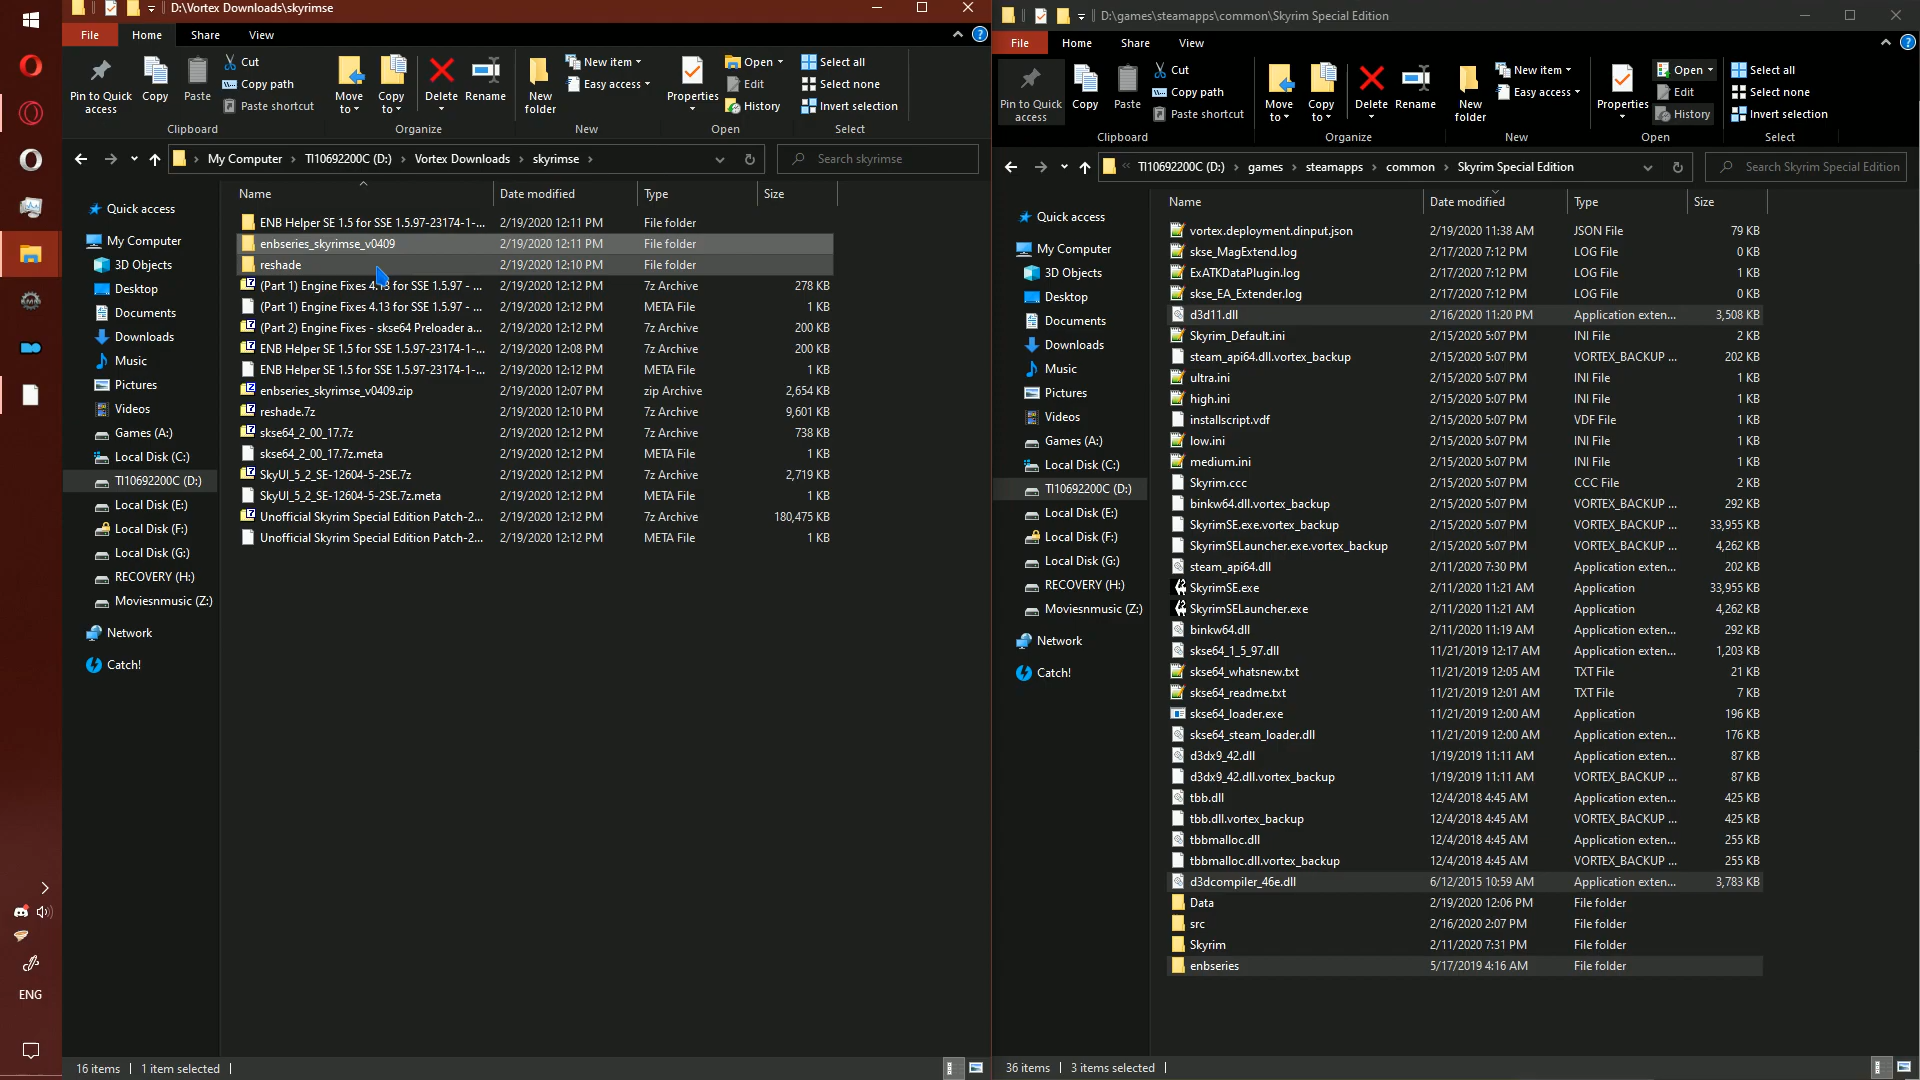 D:\Vortex Downloads\skyrimse
File Home Share View
Pin to Quick access
Copy
Paste
Cut
Copy path
Paste shortcut
Clipboard
Move to
Copy to
Delete
Rename
Organize
New folder
New item
Easy access
New
Properties
Open
Edit
History
Open
Select all
Select none
Invert selection
Select
My Computer TI10692200C (D:) Vortex Downloads skyrimse
Search skyrimse
Quick access
My Computer
3D Objects
Desktop
Documents
Downloads
Music
Pictures
Videos
Games (A:)
Local Disk (C:)
TI10692200C (D:)
Local Disk (E:)
Local Disk (F:)
Local Disk (G:)
RECOVERY (H:)
Moviesnmusic (Z:)
Network
Catch!
Name Date modified Type Size
ENB Helper SE 1.5 for SSE 1.5.97-23174-1-... 2/19/2020 12:11 PM File folder
enbseries_skyrimse_v0409 2/19/2020 12:11 PM File folder
reshade 2/19/2020 12:10 PM File folder
(Part 1) Engine Fixes 4.13 for SSE 1.5.97 - ... 2/19/2020 12:12 PM 7z Archive 278 KB
(Part 1) Engine Fixes 4.13 for SSE 1.5.97 - ... 2/19/2020 12:12 PM META File 1 KB
(Part 2) Engine Fixes - skse64 Preloader a... 2/19/2020 12:12 PM 7z Archive 200 KB
ENB Helper SE 1.5 for SSE 1.5.97-23174-1-... 2/19/2020 12:08 PM 7z Archive 200 KB
ENB Helper SE 1.5 for SSE 1.5.97-23174-1-... 2/19/2020 12:12 PM META File 1 KB
enbseries_skyrimse_v0409.zip 2/19/2020 12:07 PM zip Archive 2,654 KB
reshade.7z 2/19/2020 12:10 PM 7z Archive 9,601 KB
skse64_2_00_17.7z 2/19/2020 12:12 PM 7z Archive 738 KB
skse64_2_00_17.7z.meta 2/19/2020 12:12 PM META File 1 KB
SkyUI_5_2_SE-12604-5-2SE.7z 2/19/2020 12:12 PM 7z Archive 2,719 KB
SkyUI_5_2_SE-12604-5-2SE.7z.meta 2/19/2020 12:12 PM META File 1 KB
Unofficial Skyrim Special Edition Patch-2... 2/19/2020 12:12 PM 7z Archive 180,475 KB
Unofficial Skyrim Special Edition Patch-2... 2/19/2020 12:12 PM META File 1 KB
ENG
16 items 1 item selected
D:\games\steamapps\common\Skyrim Special Edition
File Home Share View
Pin to Quick access
Copy
Paste
Cut
Copy path
Paste shortcut
Clipboard
Move to
Copy to
Delete
Rename
Organize
New folder
New item
Easy access
New
Properties
Open
Edit
History
Open
Select all
Select none
Invert selection
Select
TI10692200C (D:) games steamapps common Skyrim Special Edition
Search Skyrim Special Edition
Quick access
My Computer
3D Objects
Desktop
Documents
Downloads
Music
Pictures
Videos
Games (A:)
Local Disk (C:)
TI10692200C (D:)
Local Disk (E:)
Local Disk (F:)
Local Disk (G:)
RECOVERY (H:)
Moviesnmusic (Z:)
Network
Catch!
Name Date modified Type Size
vortex.deployment.dinput.json 2/19/2020 11:38 AM JSON File 79 KB
skse_MagExtend.log 2/17/2020 7:12 PM LOG File 0 KB
ExATKDataPlugin.log 2/17/2020 7:12 PM LOG File 1 KB
skse_EA_Extender.log 2/17/2020 7:12 PM LOG File 0 KB
d3d11.dll 2/16/2020 11:20 PM Application exten... 3,508 KB
Skyrim_Default.ini 2/15/2020 5:07 PM INI File 2 KB
steam_api64.dll.vortex_backup 2/15/2020 5:07 PM VORTEX_BACKUP ... 202 KB
ultra.ini 2/15/2020 5:07 PM INI File 1 KB
high.ini 2/15/2020 5:07 PM INI File 1 KB
installscript.vdf 2/15/2020 5:07 PM VDF File 1 KB
low.ini 2/15/2020 5:07 PM INI File 1 KB
medium.ini 2/15/2020 5:07 PM INI File 1 KB
Skyrim.ccc 2/15/2020 5:07 PM CCC File 2 KB
binkw64.dll.vortex_backup 2/15/2020 5:07 PM VORTEX_BACKUP ... 292 KB
SkyrimSE.exe.vortex_backup 2/15/2020 5:07 PM VORTEX_BACKUP ... 33,955 KB
SkyrimSELauncher.exe.vortex_backup 2/15/2020 5:07 PM VORTEX_BACKUP ... 4,262 KB
steam_api64.dll 2/11/2020 7:30 PM Application exten... 202 KB
SkyrimSE.exe 2/11/2020 11:21 AM Application 33,955 KB
SkyrimSELauncher.exe 2/11/2020 11:21 AM Application 4,262 KB
binkw64.dll 2/11/2020 11:19 AM Application exten... 292 KB
skse64_1_5_97.dll 11/21/2019 12:17 AM Application exten... 1,203 KB
skse64_whatsnew.txt 11/21/2019 12:05 AM TXT File 21 KB
skse64_readme.txt 11/21/2019 12:01 AM TXT File 7 KB
skse64_loader.exe 11/21/2019 12:00 AM Application 196 KB
skse64_steam_loader.dll 11/21/2019 12:00 AM Application exten... 176 KB
d3dx9_42.dll 1/19/2019 11:11 AM Application exten... 87 KB
d3dx9_42.dll.vortex_backup 1/19/2019 11:11 AM VORTEX_BACKUP ... 87 KB
tbb.dll 12/4/2018 4:45 AM Application exten... 425 KB
tbb.dll.vortex_backup 12/4/2018 4:45 AM VORTEX_BACKUP ... 425 KB
tbbmalloc.dll 12/4/2018 4:45 AM Application exten... 255 KB
tbbmalloc.dll.vortex_backup 12/4/2018 4:45 AM VORTEX_BACKUP ... 255 KB
d3dcompiler_46e.dll 6/12/2015 10:59 AM Application exten... 3,783 KB
Data 2/19/2020 12:06 PM File folder
src 2/16/2020 2:07 PM File folder
Skyrim 2/11/2020 7:31 PM File folder
enbseries 5/17/2019 4:16 AM File folder
36 items 3 items selected